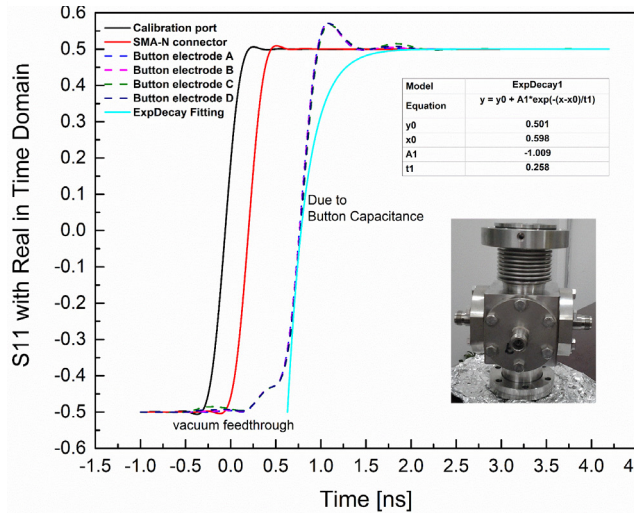 S11 with Real in Time Domain
0.6
0.5
0.4
0.3
0.2
0.1
0.0
-0.1
-0.2
-0.3
-0.4
-0.5
-0.6
Calibration port
SMA-N connector
Button electrode A
Button electrode B
Button electrode C
Button electrode D
ExpDecay Fitting
Model ExpDecay1
Equation y = y0 + A1*exp(-(x-x0)/t1)
y0 0.501
x0 0.598
A1 -1.009
t1 0.258
Due to
Button Capacitance
vacuum feedthrough
-1.5 -1.0 -0.5 0.0 0.5 1.0 1.5 2.0 2.5 3.0 3.5 4.0
Time [ns]